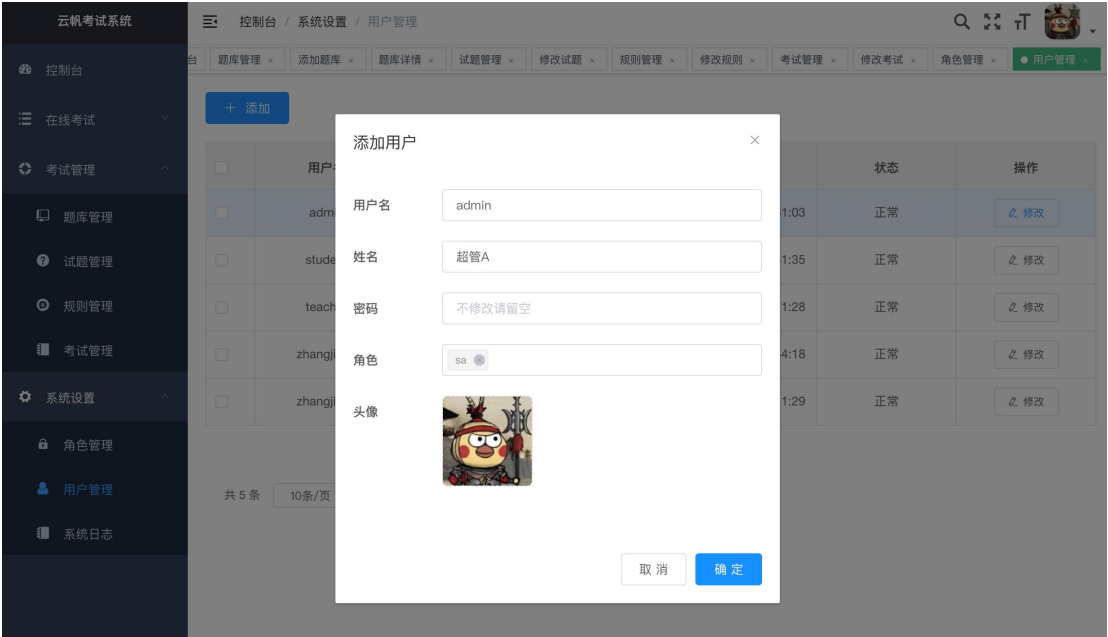 云帆考试系统
控制台 / 系统设置 / 用户管理
台 题库管理 × 添加题库 × 题库详情 × 试题管理 × 修改试题 × 规则管理 × 修改规则 × 考试管理 × 修改考试 × 角色管理 × 用户管理 ×
控制台
在线考试
考试管理
题库管理
试题管理
规则管理
考试管理
系统设置
角色管理
用户管理
系统日志
+ 添加
用户 状态 操作
adm 1:03 正常 修改
stude 1:35 正常 修改
teach 1:28 正常 修改
zhangji 4:18 正常 修改
zhangji 1:29 正常 修改
共 5 条 10条/页
添加用户
用户名 admin
姓名 超管A
密码 不修改请留空
角色 sa
头像
取 消 确 定